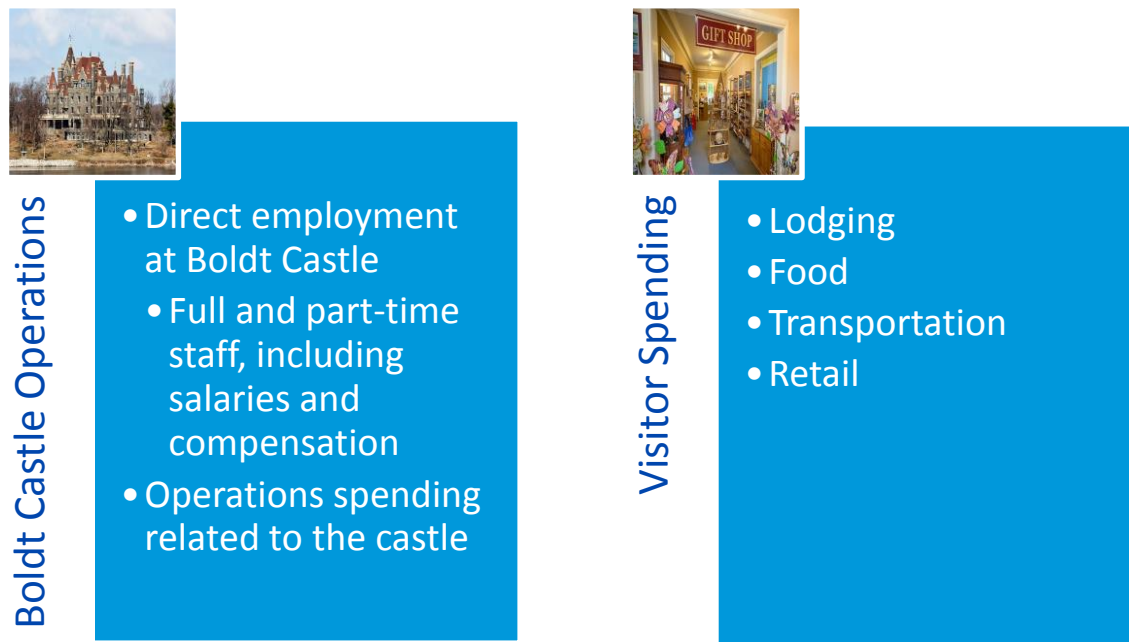 Boldt Castle Operations
• Direct employment
at Boldt Castle
• Full and part-time
staff, including
salaries and
compensation
• Operations spending
related to the castle
GIFT SHOP
Visitor Spending
• Lodging
• Food
• Transportation
• Retail